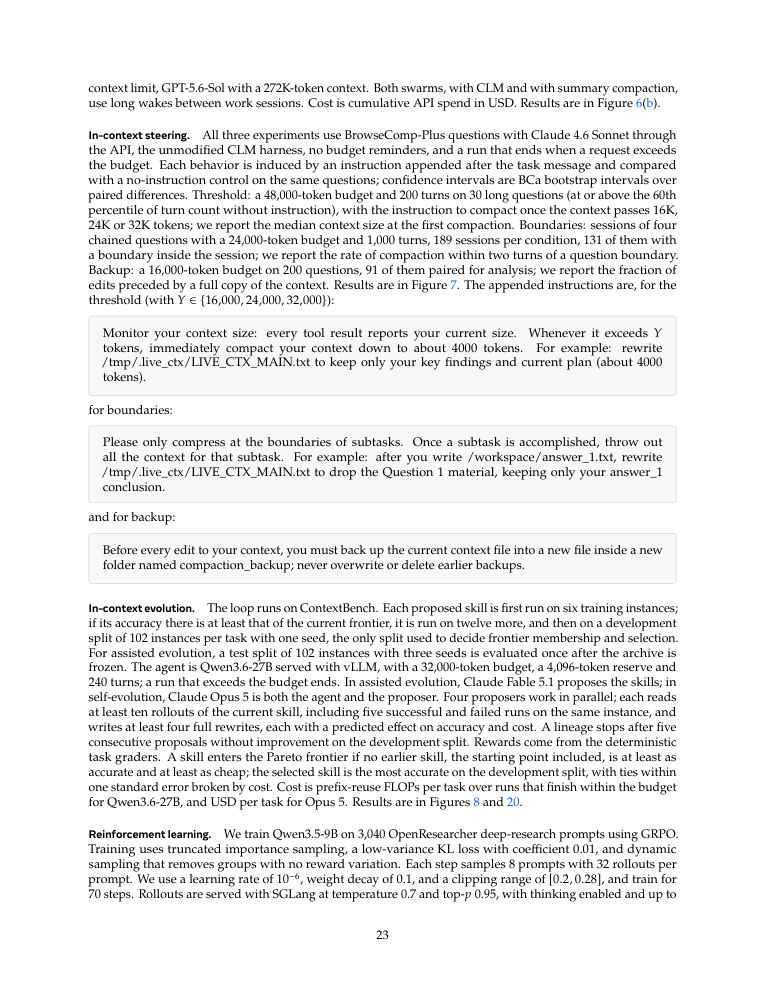 context limit, GPT-5.6-Sol with a 272K-token context. Both swarms, with CLM and with summary compaction,
use long wakes between work sessions. Cost is cumulative API spend in USD. Results are in Figure 6(b).
In-context steering. All three experiments use BrowseComp-Plus questions with Claude 4.6 Sonnet through
the API, the unmodified CLM harness, no budget reminders, and a run that ends when a request exceeds
the budget. Each behavior is induced by an instruction appended after the task message and compared
with a no-instruction control on the same questions; confidence intervals are BCa bootstrap intervals over
paired differences. Threshold: a 48,000-token budget and 200 turns on 30 long questions (at or above the 60th
percentile of turn count without instruction), with the instruction to compact once the context passes 16K,
24K or 32K tokens; we report the median context size at the first compaction. Boundaries: sessions of four
chained questions with a 24,000-token budget and 1,000 turns, 189 sessions per condition, 131 of them with
a boundary inside the session; we report the rate of compaction within two turns of a question boundary.
Backup: a 16,000-token budget on 200 questions, 91 of them paired for analysis; we report the fraction of
edits preceded by a full copy of the context. Results are in Figure 7. The appended instructions are, for the
threshold (with Y ∈ {16,000, 24,000, 32,000}):
Monitor your context size: every tool result reports your current size. Whenever it exceeds Y
tokens, immediately compact your context down to about 4000 tokens. For example: rewrite
/tmp/.live_ctx/LIVE_CTX_MAIN.txt to keep only your key findings and current plan (about 4000
tokens).
for boundaries:
Please only compress at the boundaries of subtasks. Once a subtask is accomplished, throw out
all the context for that subtask. For example: after you write /workspace/answer_1.txt, rewrite
/tmp/.live_ctx/LIVE_CTX_MAIN.txt to drop the Question 1 material, keeping only your answer_1
conclusion.
and for backup:
Before every edit to your context, you must back up the current context file into a new file inside a new
folder named compaction_backup; never overwrite or delete earlier backups.
In-context evolution. The loop runs on ContextBench. Each proposed skill is first run on six training instances;
if its accuracy there is at least that of the current frontier, it is run on twelve more, and then on a development
split of 102 instances per task with one seed, the only split used to decide frontier membership and selection.
For assisted evolution, a test split of 102 instances with three seeds is evaluated once after the archive is
frozen. The agent is Qwen3.6-27B served with vLLM, with a 32,000-token budget, a 4,096-token reserve and
240 turns; a run that exceeds the budget ends. In assisted evolution, Claude Fable 5.1 proposes the skills; in
self-evolution, Claude Opus 5 is both the agent and the proposer. Four proposers work in parallel; each reads
at least ten rollouts of the current skill, including five successful and failed runs on the same instance, and
writes at least four full rewrites, each with a predicted effect on accuracy and cost. A lineage stops after five
consecutive proposals without improvement on the development split. Rewards come from the deterministic
task graders. A skill enters the Pareto frontier if no earlier skill, the starting point included, is at least as
accurate and at least as cheap; the selected skill is the most accurate on the development split, with ties within
one standard error broken by cost. Cost is prefix-reuse FLOPs per task over runs that finish within the budget
for Qwen3.6-27B, and USD per task for Opus 5. Results are in Figures 8 and 20.
Reinforcement learning. We train Qwen3.5-9B on 3,040 OpenResearcher deep-research prompts using GRPO.
Training uses truncated importance sampling, a low-variance KL loss with coefficient 0.01, and dynamic
sampling that removes groups with no reward variation. Each step samples 8 prompts with 32 rollouts per
prompt. We use a learning rate of 10⁻⁶, weight decay of 0.1, and a clipping range of [0.2, 0.28], and train for
70 steps. Rollouts are served with SGLang at temperature 0.7 and top-p 0.95, with thinking enabled and up to
23